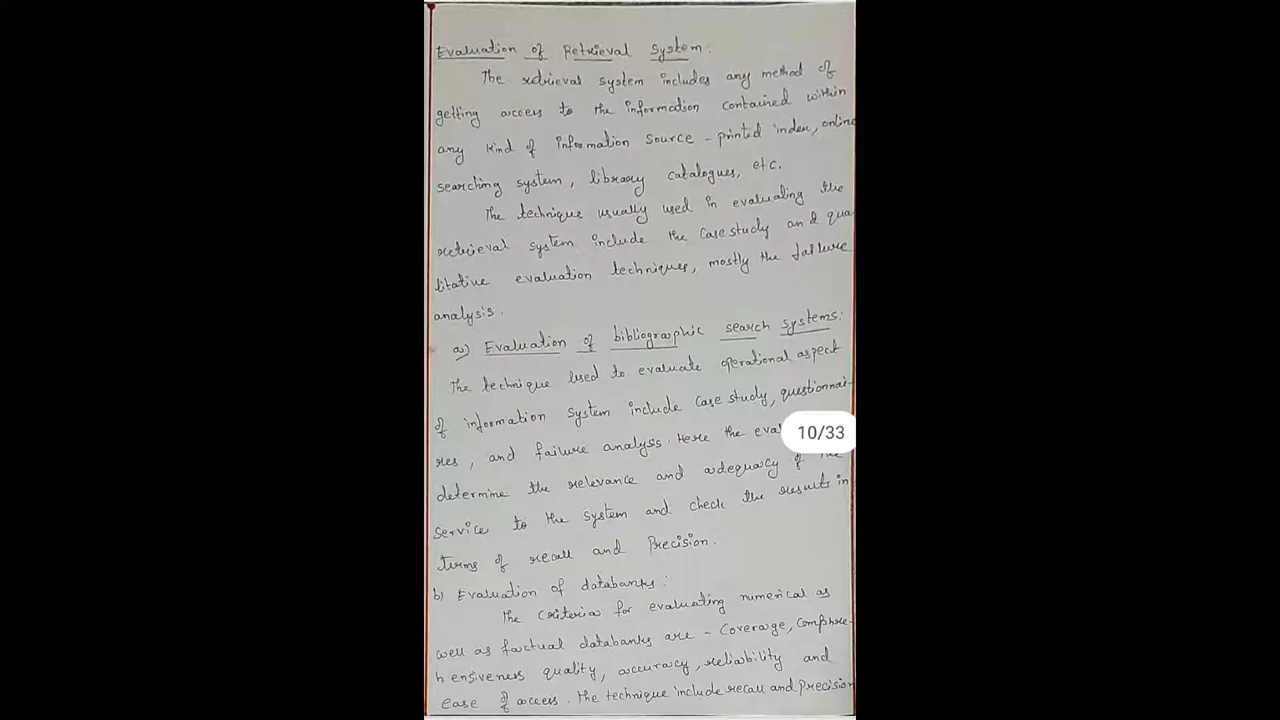 Evaluation of Retrieval System.
The retrieval system includes any method of
getting access to the information contained within
any kind of information source - printed index, online
searching system, library catalogues, etc.
The technique usually used in evaluating the
retrieval system include the case study and qua-
litative evaluation techniques, mostly the failure
analysis.
a) Evaluation of bibliographic search systems:
The technique used to evaluate operational aspect
of information system include case study, questionnai-
res, and failure analysis. Here the
10/33
determine the relevance and adequacy of the
service to the system and check the results in
terms of recall and Precision.
b) Evaluation of databanks:
The criteria for evaluating numerical as
well as factual databanks are - Coverage, Comphre-
hensiveness quality, accuracy, reliability and
ease of access. The technique include recall and precision